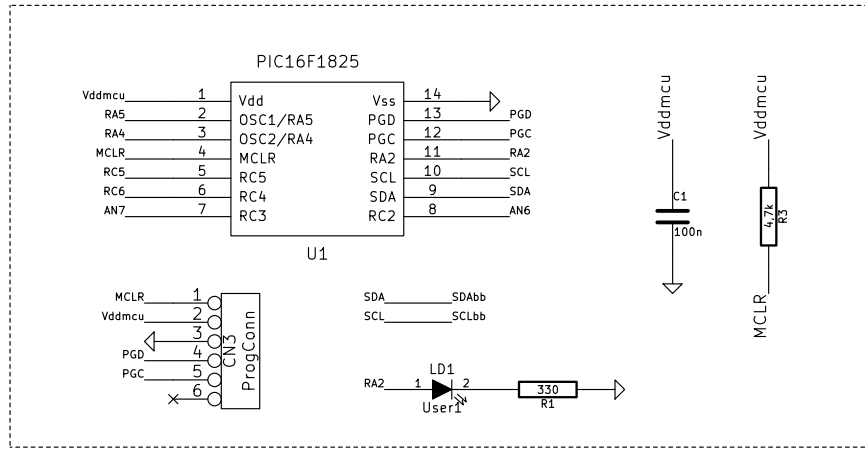 PIC16F1825
Vddmcu 1 Vdd Vss 14
RA5 2 OSC1/RA5 PGD 13 PGD
RA4 3 OSC2/RA4 PGC 12 PGC
MCLR 4 MCLR RA2 11 RA2
RC5 5 RC5 SCL 10 SCL
RC6 6 RC4 SDA 9 SDA
AN7 7 RC3 RC2 8 AN6
U1
Vddmcu
C1
100n
Vddmcu
4,7k
R3
MCLR
MCLR 1
Vddmcu 2
3
PGD 4
PGC 5
6
CN3
ProgConn
SDA SDAbb
SCL SCLbb
LD1
RA2 1 2 330
User1 R1